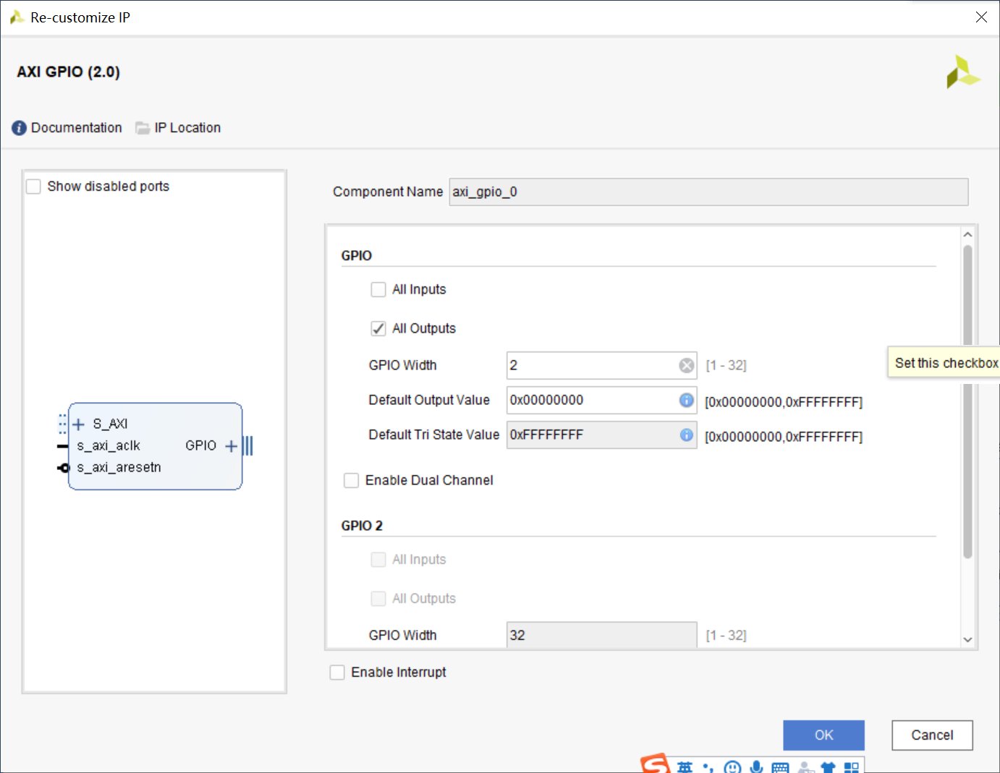 Re-customize IP
AXI GPIO (2.0)
Documentation IP Location
Show disabled ports
Component Name axi_gpio_0
GPIO
All Inputs
All Outputs
GPIO Width 2 [1 - 32]
Set this checkbox
Default Output Value 0x00000000 [0x00000000,0xFFFFFFFF]
Default Tri State Value 0xFFFFFFFF [0x00000000,0xFFFFFFFF]
S_AXI
s_axi_aclk GPIO
s_axi_aresetn
Enable Dual Channel
GPIO 2
All Inputs
All Outputs
GPIO Width 32 [1 - 32]
Enable Interrupt
OK Cancel
英